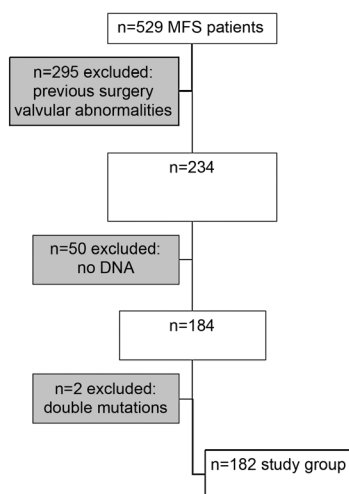 n=529 MFS patients
n=295 excluded:
previous surgery
valvular abnormalities
n=234
n=50 excluded:
no DNA
n=184
n=2 excluded:
double mutations
n=182 study group